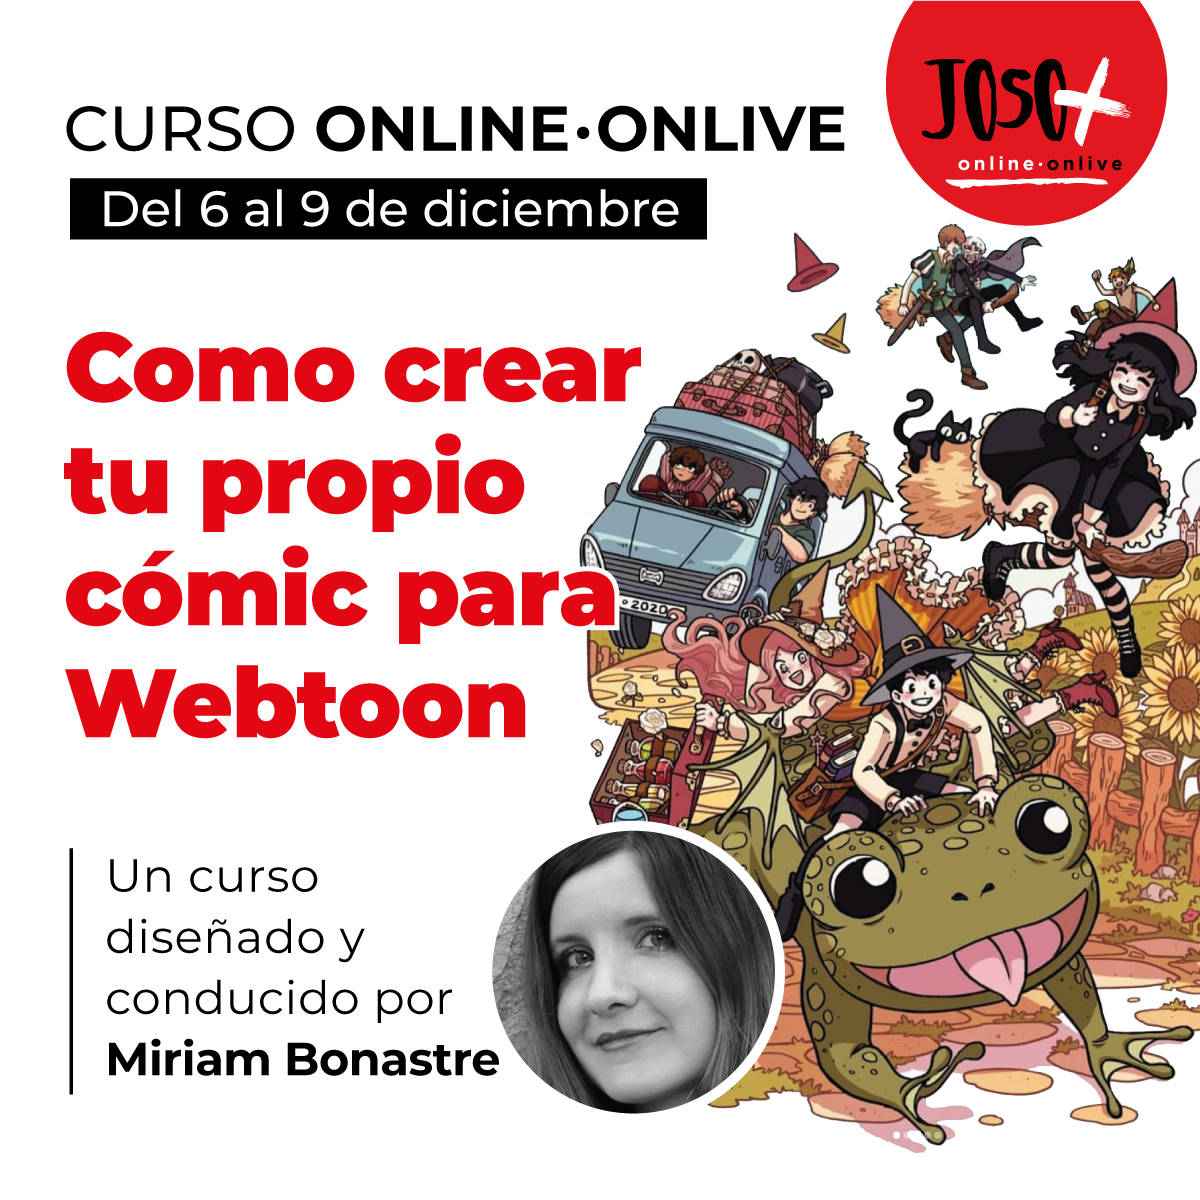 JOSO+
online·onlive
CURSO ONLINE·ONLIVE
Del 6 al 9 de diciembre
Como crear
tu propio
cómic para
Webtoon
2020
Un curso
diseñado y
conducido por
Miriam Bonastre